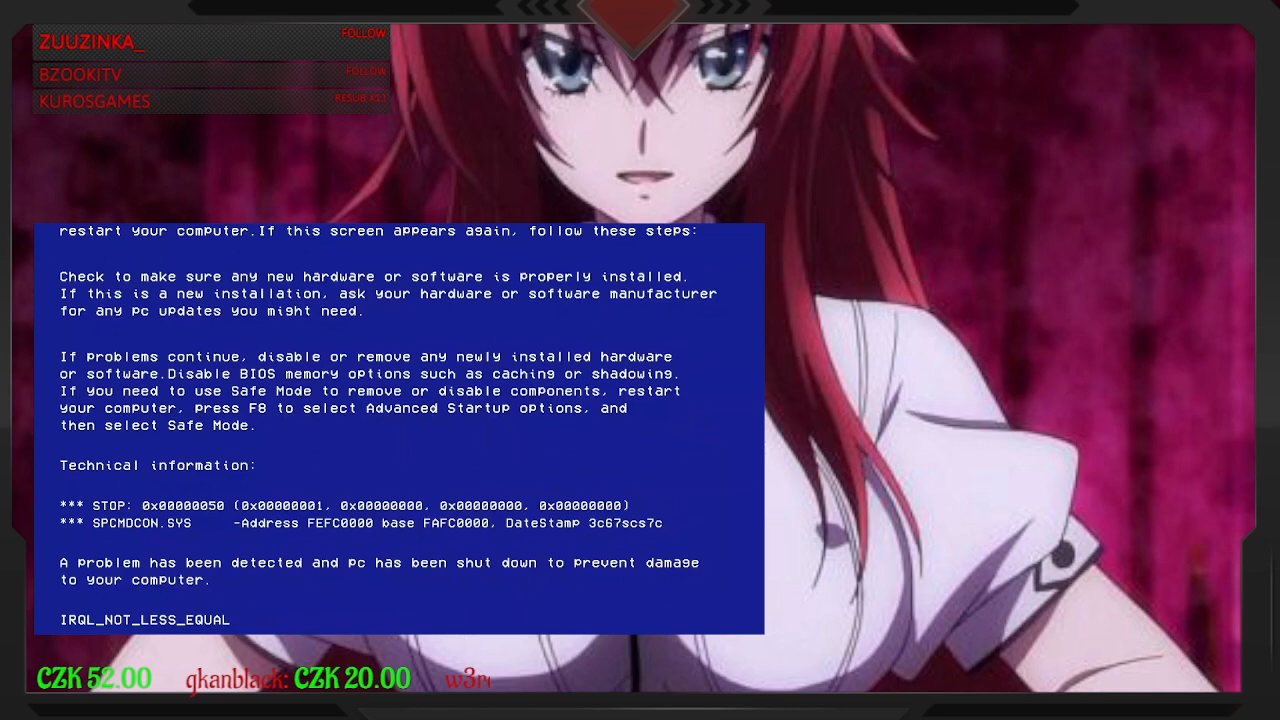 ZUUZINKA_ FOLLOW
BZOOKITV FOLLOW
KUROSGAMES RESUB X13
restart your computer.If this screen appears again, follow these steps:
Check to make sure any new hardware or software is properly installed.
If this is a new installation, ask your hardware or software manufacturer
for any pc updates you might need.
If problems continue, disable or remove any newly installed hardware
or software.Disable BIOS memory options such as caching or shadowing.
If you need to use Safe Mode to remove or disable components, restart
your computer, press F8 to select Advanced Startup options, and
then select Safe Mode.
Technical information:
*** STOP: 0x00000050 (0x00000001, 0x00000000, 0x00000000, 0x00000000)
*** SPCMDCON.SYS -Address FEFC0000 base FAFC0000, DateStamp 3c67scs7c
A problem has been detected and pc has been shut down to prevent damage
to your computer.
IRQL_NOT_LESS_EQUAL
CZK 52.00 gkanblack: CZK 20.00